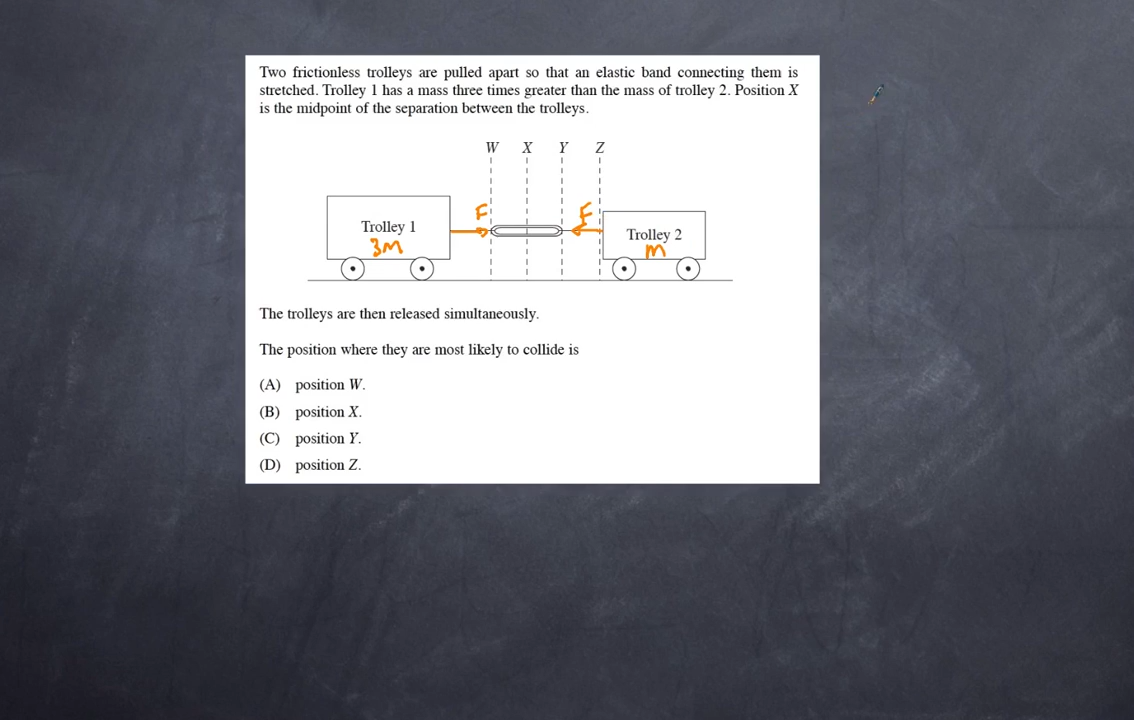 Two frictionless trolleys are pulled apart so that an elastic band connecting them is
stretched. Trolley 1 has a mass three times greater than the mass of trolley 2. Position X
is the midpoint of the separation between the trolleys.
W X Y Z
F F
Trolley 1 Trolley 2
3M m
The trolleys are then released simultaneously.
The position where they are most likely to collide is
(A) position W.
(B) position X.
(C) position Y.
(D) position Z.